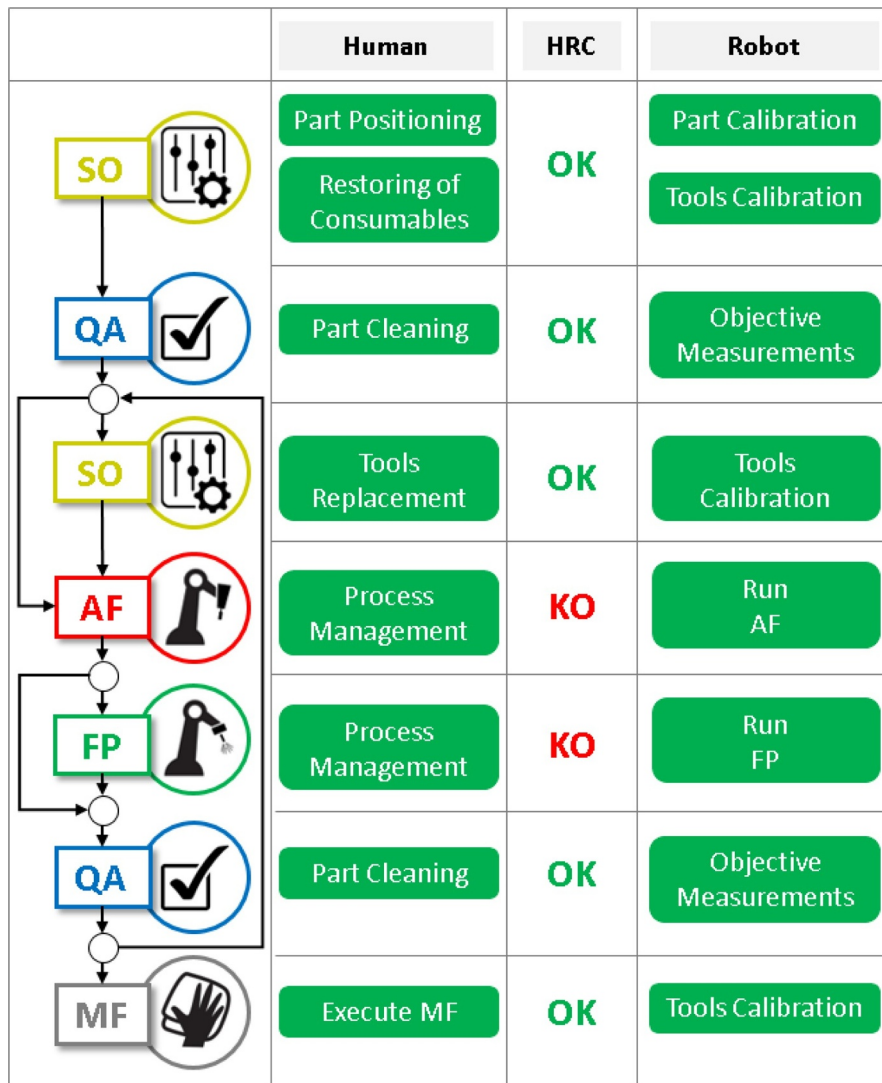 Human HRC Robot
SO
Part Positioning
Restoring of
Consumables
OK
Part Calibration
Tools Calibration
QA
Part Cleaning
OK
Objective
Measurements
SO
Tools
Replacement
OK
Tools
Calibration
AF
Process
Management
KO
Run
AF
FP
Process
Management
KO
Run
FP
QA
Part Cleaning
OK
Objective
Measurements
MF
Execute MF
OK
Tools Calibration